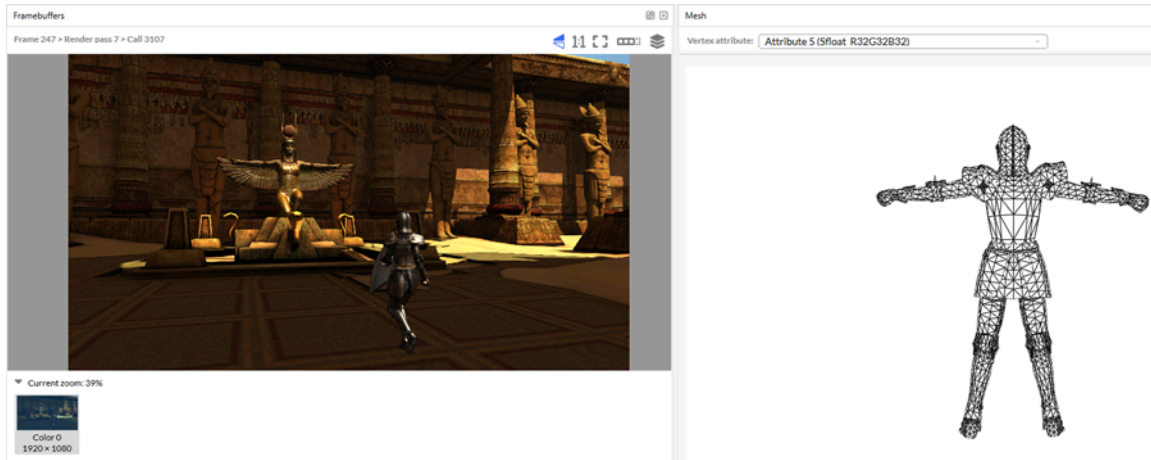 Framebuffers
Frame 247 > Render pass 7 > Call 3107
1:1
Current zoom: 39%
Color 0
1920 × 1080
Mesh
Vertex attribute: Attribute 5 (Sfloat R32G32B32)